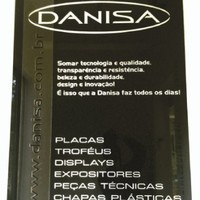 DANISA
Somar tecnologia e qualidade,
transparência e resistência,
beleza e durabilidade,
design e inovação!
É isso que a Danisa faz todos os dias!
www.danisa.com.br
PLACAS
TROFÉUS
DISPLAYS
EXPOSITORES
PEÇAS TÉCNICAS
CHAPAS PLÁSTICAS